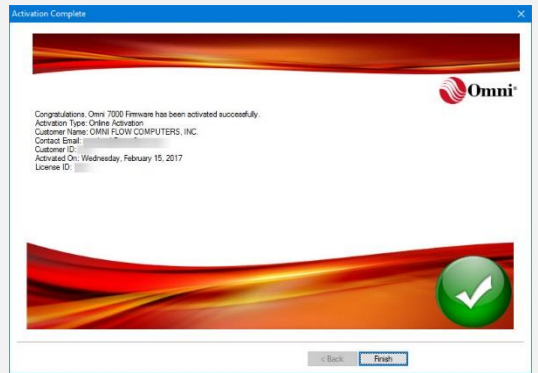 Activation Complete
Omni
Congratulations, Omni 7000 Firmware has been activated successfully.
Activation Type: Online Activation
Customer Name: OMNI FLOW COMPUTERS, INC.
Contact Email:
Customer ID:
Activated On: Wednesday, February 15, 2017
License ID:
< Back
Finish